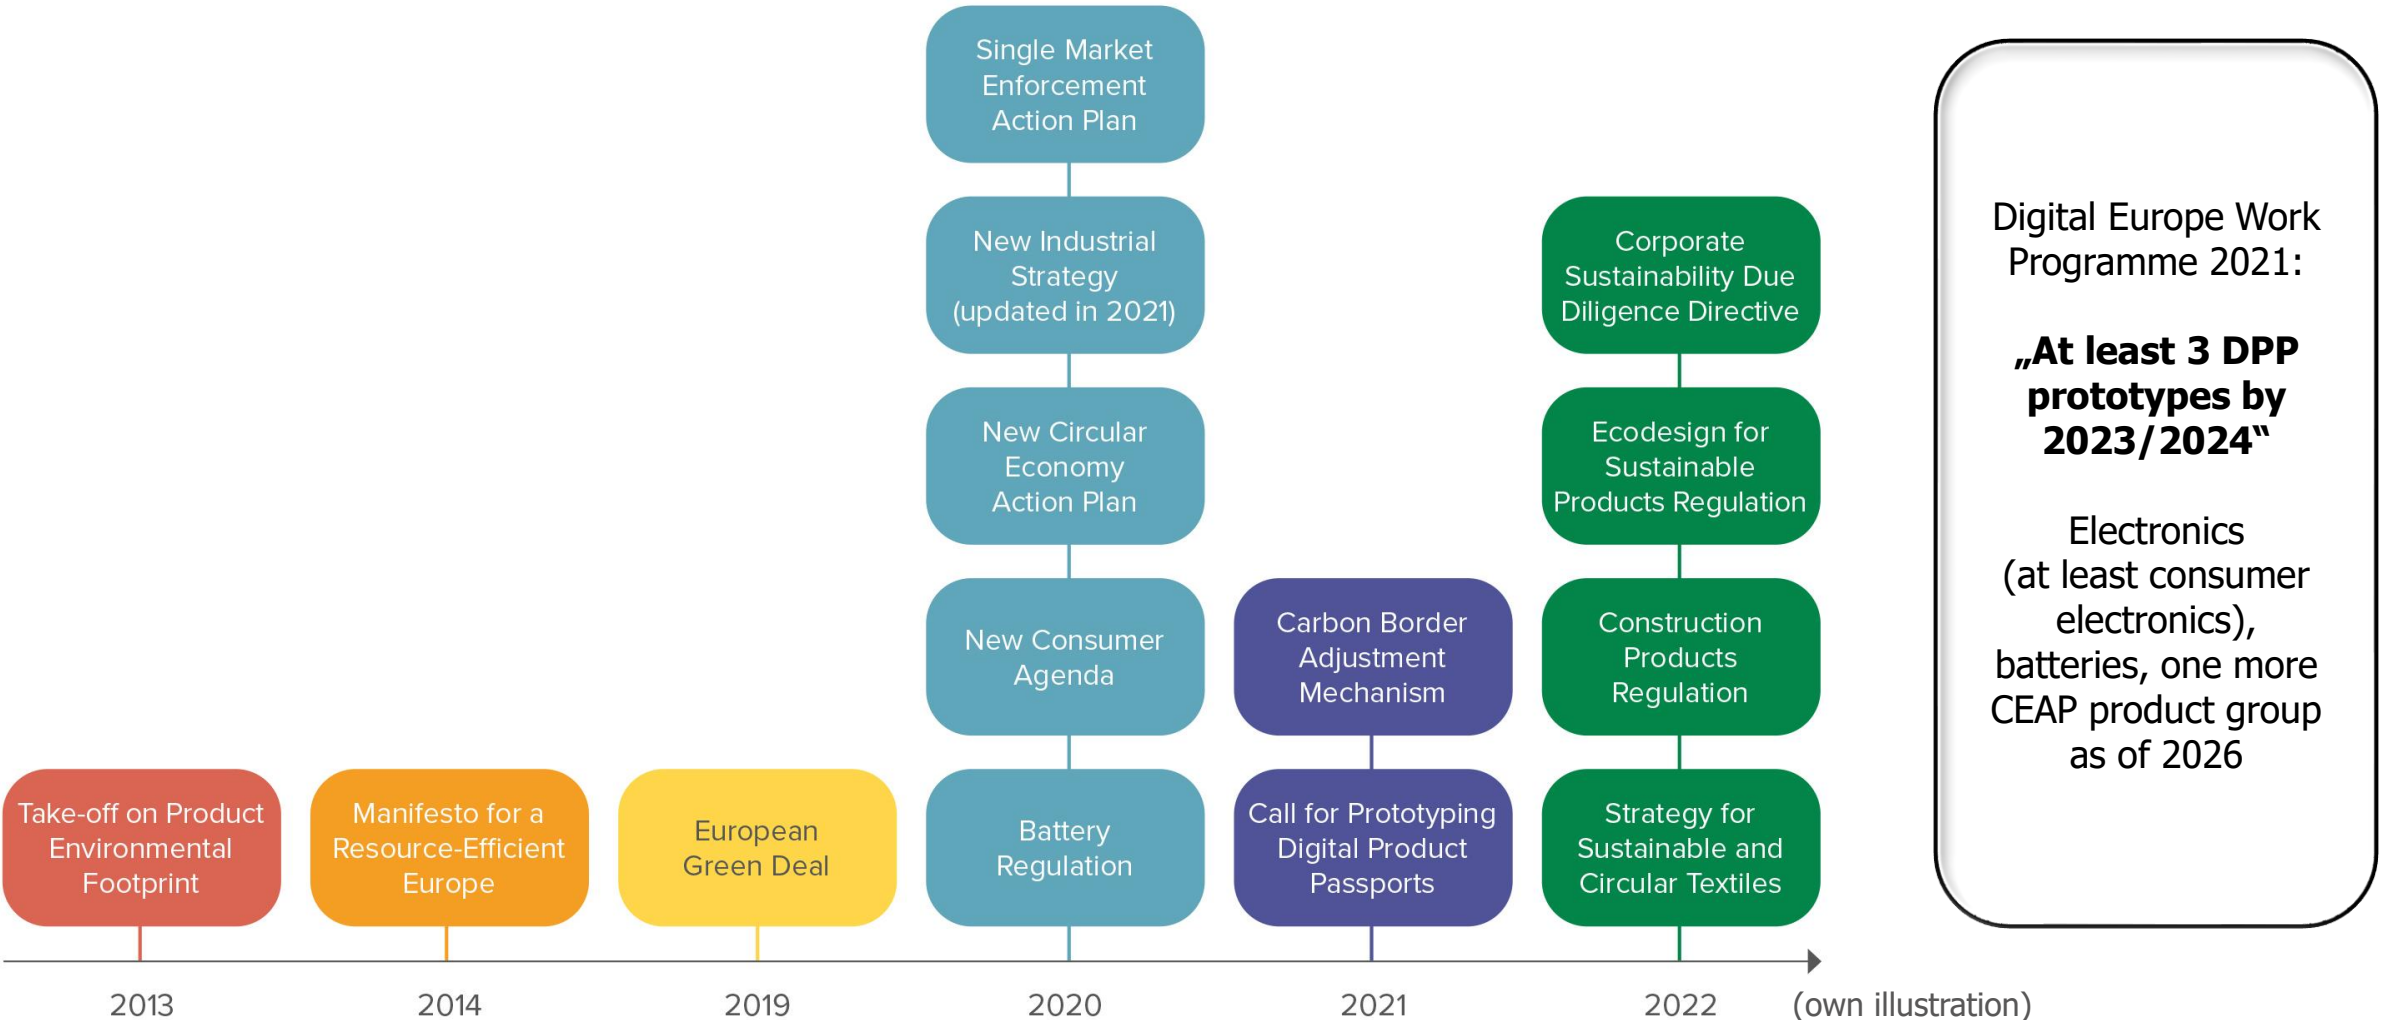 Single Market
Enforcement
Action Plan
New Industrial
Strategy
(updated in 2021)
New Circular
Economy
Action Plan
New Consumer
Agenda
Battery
Regulation
Corporate
Sustainability Due
Diligence Directive
Ecodesign for
Sustainable
Products Regulation
Construction
Products
Regulation
Strategy for
Sustainable and
Circular Textiles
Carbon Border
Adjustment
Mechanism
Call for Prototyping
Digital Product
Passports
Take-off on Product
Environmental
Footprint
Manifesto for a
Resource-Efficient
Europe
European
Green Deal
2013
2014
2019
2020
2021
2022
(own illustration)
Digital Europe Work
Programme 2021:
„At least 3 DPP
prototypes by
2023/2024‟
Electronics
(at least consumer
electronics),
batteries, one more
CEAP product group
as of 2026